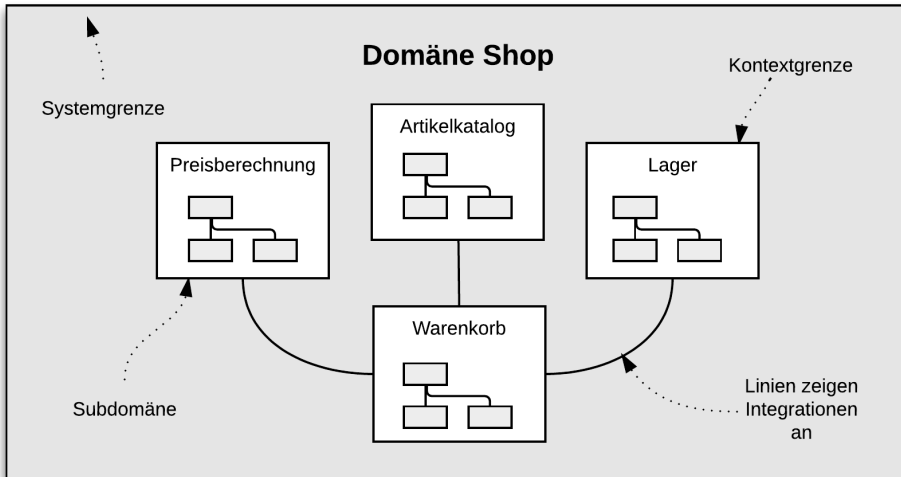 Domäne Shop
Kontextgrenze
Systemgrenze
Artikelkatalog
Preisberechnung
Lager
Warenkorb
Subdomäne
Linien zeigen
Integrationen
an